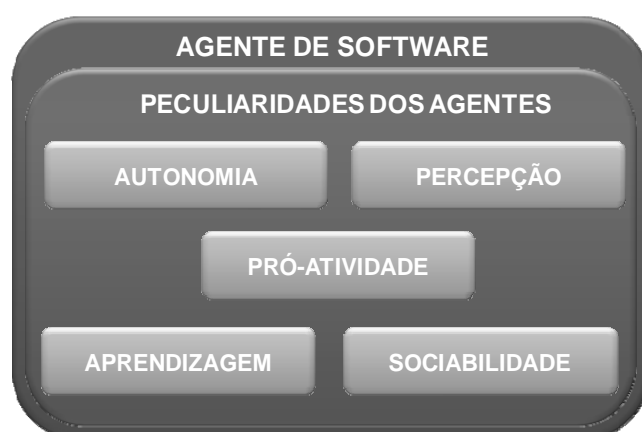 AGENTE DE SOFTWARE
PECULIARIDADES DOS AGENTES
AUTONOMIA
PERCEPÇÃO
PRÓ-ATIVIDADE
APRENDIZAGEM
SOCIABILIDADE